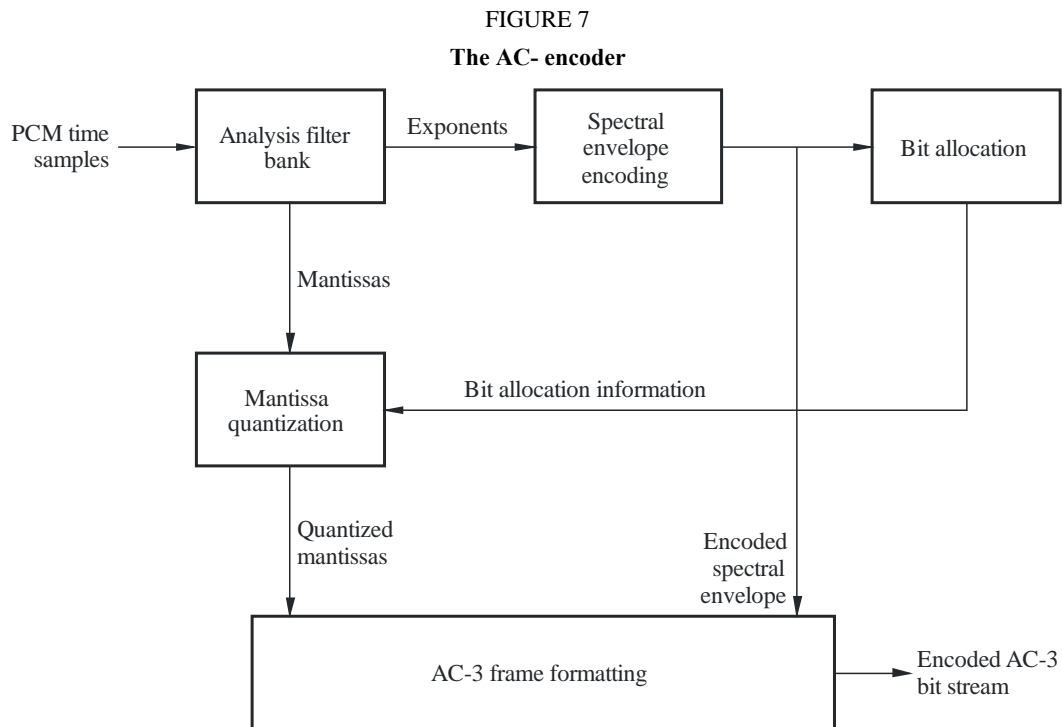 FIGURE 7
The AC- encoder
PCM time
samples
Analysis filter
bank
Exponents
Spectral
envelope
encoding
Bit allocation
Mantissas
Mantissa
quantization
Bit allocation information
Quantized
mantissas
Encoded
spectral
envelope
AC-3 frame formatting
Encoded AC-3
bit stream